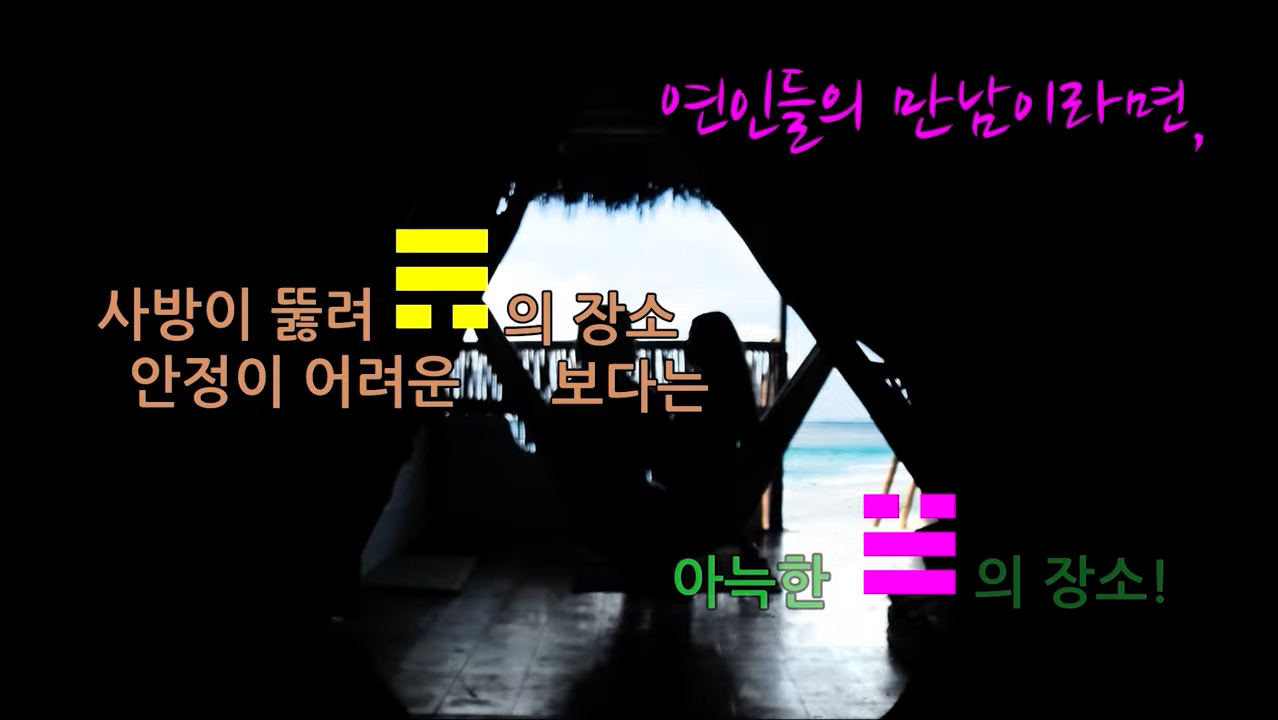 연인들의 만남이라면,
사방이 뚫려 ☴의 장소
안정이 어려운 보다는
아늑한 ☱의 장소!